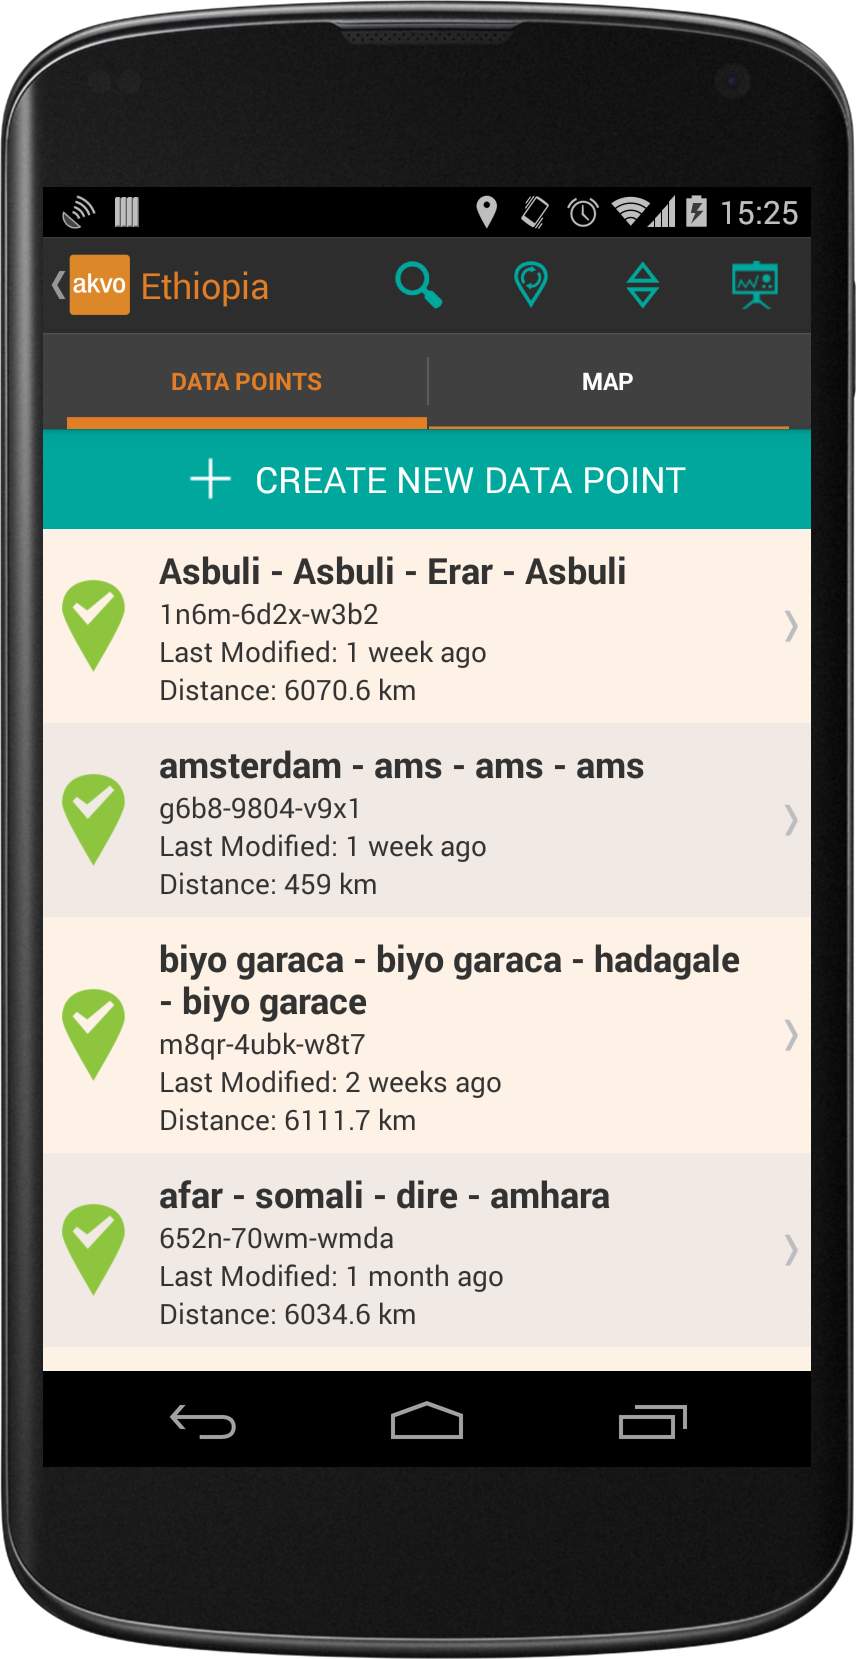 15:25
akvo Ethiopia
DATA POINTS MAP
CREATE NEW DATA POINT
Asbuli - Asbuli - Erar - Asbuli
1n6m-6d2x-w3b2
Last Modified: 1 week ago
Distance: 6070.6 km
amsterdam - ams - ams - ams
g6b8-9804-v9x1
Last Modified: 1 week ago
Distance: 459 km
biyo garaca - biyo garaca - hadagale
- biyo garace
m8qr-4ubk-w8t7
Last Modified: 2 weeks ago
Distance: 6111.7 km
afar - somali - dire - amhara
652n-70wm-wmda
Last Modified: 1 month ago
Distance: 6034.6 km